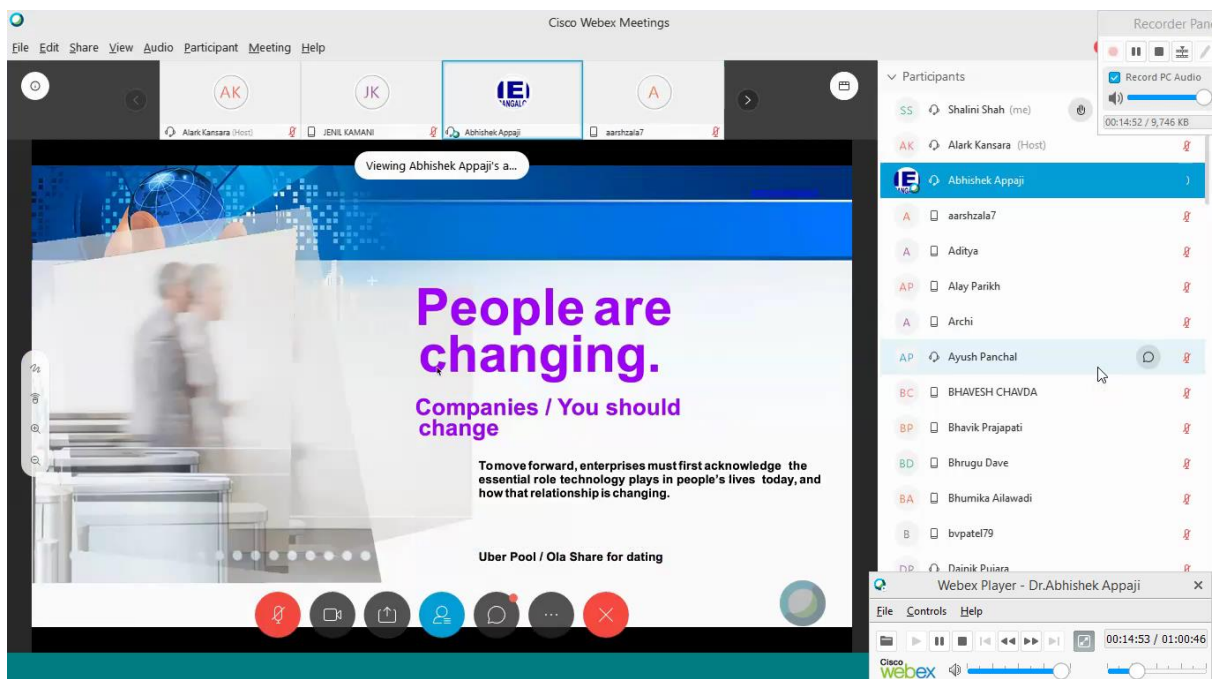 Cisco Webex Meetings
File Edit Share View Audio Participant Meeting Help
AK
Alark Kansara (Host)
JK
JENIL KAMANI
Abhishek Appaji
A
aarshzala7
Viewing Abhishek Appaji's a...
People are
changing.
Companies / You should
change
To move forward, enterprises must first acknowledge the
essential role technology plays in people's lives today, and
how that relationship is changing.
Uber Pool / Ola Share for dating
Participants
SS Shalini Shah (me)
AK Alark Kansara (Host)
Abhishek Appaji
A aarshzala7
A Aditya
AP Alay Parikh
A Archi
AP Ayush Panchal
BC BHAVESH CHAVDA
BP Bhavik Prajapati
BD Bhrugu Dave
BA Bhumika Ailawadi
B bvpatel79
DP Dainik Pujara
Recorder Pan
Record PC Audio
00:14:52 / 9,746 KB
Webex Player - Dr.Abhishek Appaji
File Controls Help
00:14:53 / 01:00:46
Cisco
webex